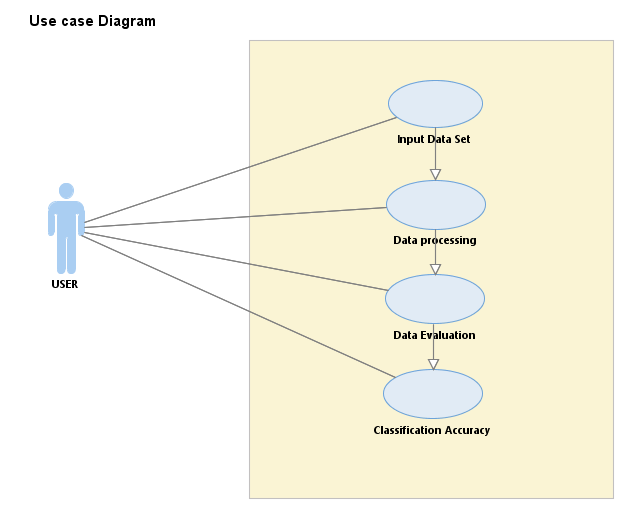 Use case Diagram
Input Data Set
Data processing
USER
Data Evaluation
Classification Accuracy